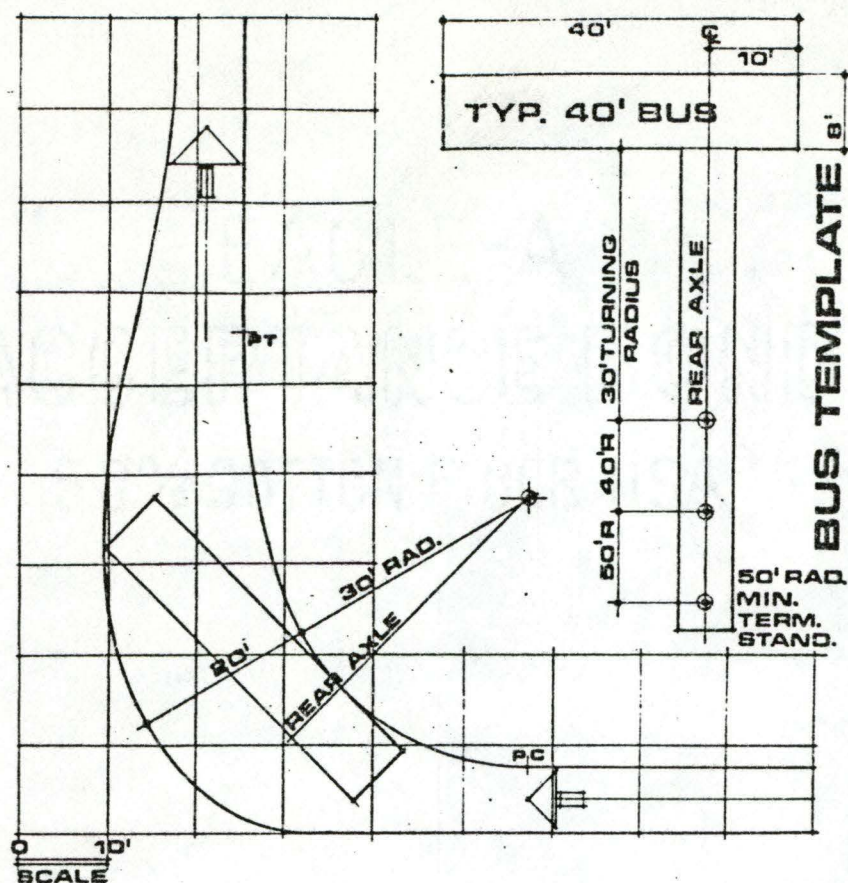 40'
℄
10'
TYP. 40' BUS
8'
BUS TEMPLATE
30' TURNING
RADIUS
REAR AXLE
40'R
50'R
50' RAD.
MIN.
TERM.
STAND.
PT
30' RAD.
20'
REAR AXLE
PC
0 10'
SCALE